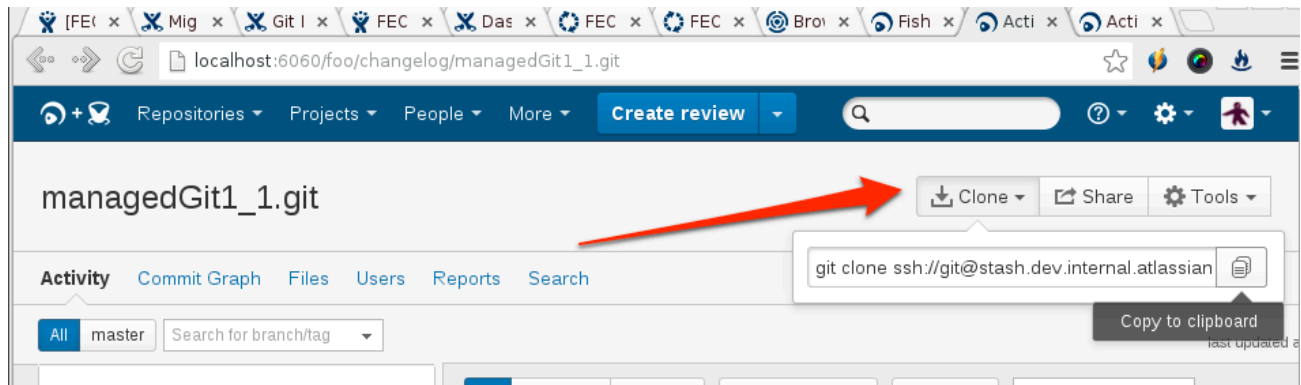 [FEC Mig Git I FEC Das FEC FEC Brow Fish Acti Acti
localhost:6060/foo/changelog/managedGit1_1.git
+ Repositories Projects People More Create review
managedGit1_1.git Clone Share Tools
git clone ssh://git@stash.dev.internal.atlassian
Activity Commit Graph Files Users Reports Search
Copy to clipboard
All master Search for branch/tag
last updated a